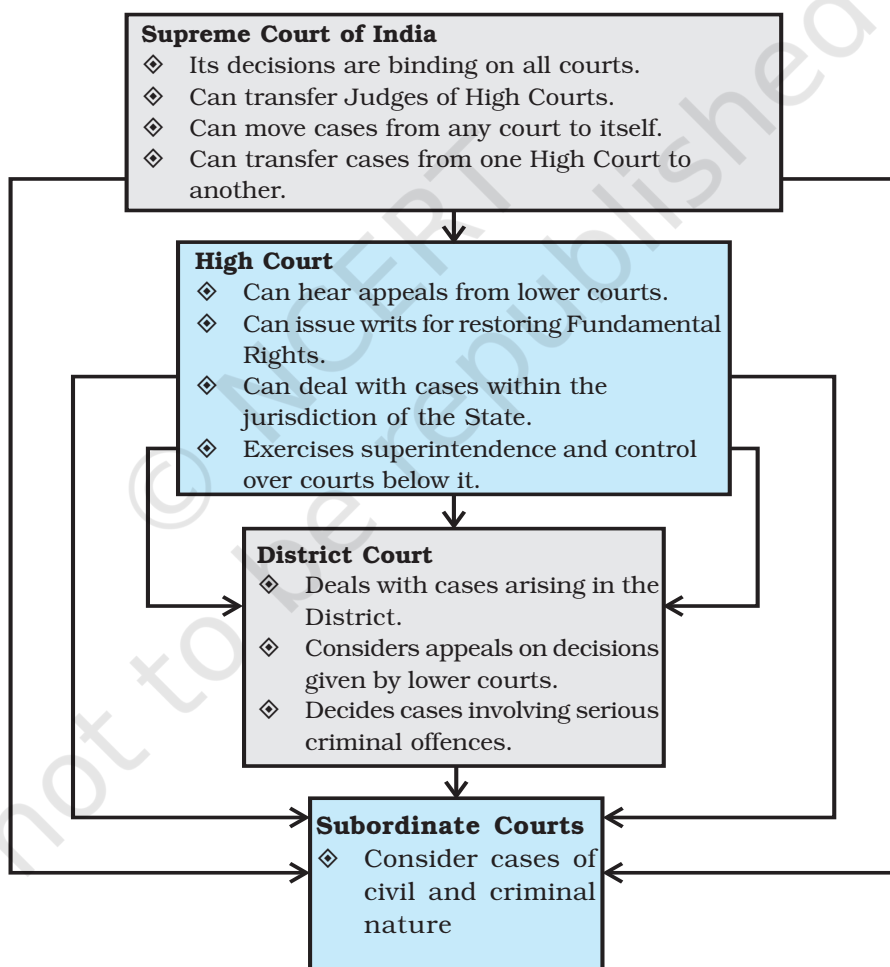 Supreme Court of India
◈ Its decisions are binding on all courts.
◈ Can transfer Judges of High Courts.
◈ Can move cases from any court to itself.
◈ Can transfer cases from one High Court to
another.
High Court
◈ Can hear appeals from lower courts.
◈ Can issue writs for restoring Fundamental
Rights.
◈ Can deal with cases within the
jurisdiction of the State.
◈ Exercises superintendence and control
over courts below it.
District Court
◈ Deals with cases arising in the
District.
◈ Considers appeals on decisions
given by lower courts.
◈ Decides cases involving serious
criminal offences.
Subordinate Courts
◈ Consider cases of
civil and criminal
nature
© NCERT
not to be republished